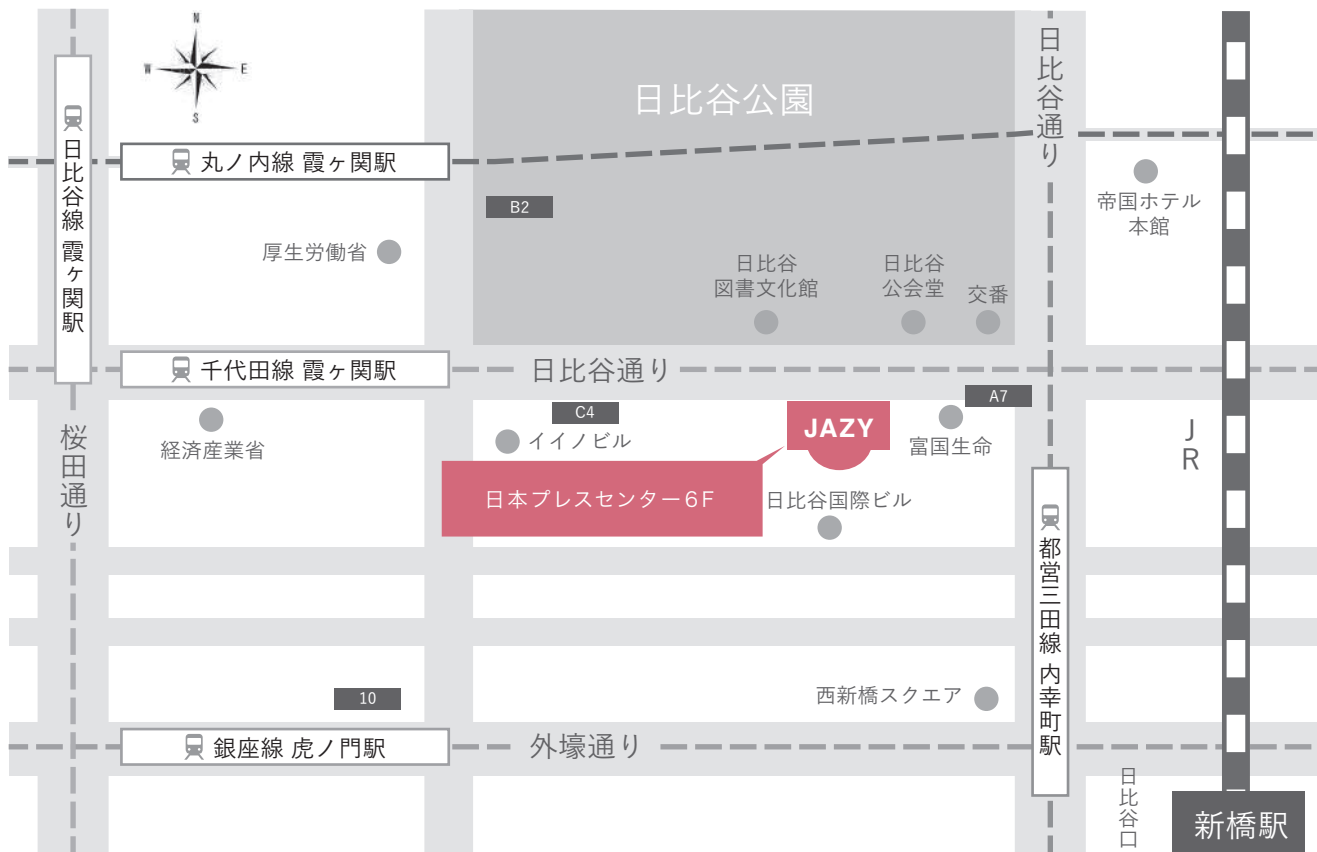 N
W
E
S
日比谷公園
日比谷通り
日比谷線 霞ヶ関駅
丸ノ内線 霞ヶ関駅
B2
帝国ホテル
本館
厚生労働省
日比谷
図書文化館
日比谷
公会堂
交番
千代田線 霞ヶ関駅
日比谷通り
A7
C4
JAZY
経済産業省
イイノビル
富国生命
桜田通り
JR
日本プレスセンター6F
日比谷国際ビル
都営三田線 内幸町駅
10
西新橋スクエア
銀座線 虎ノ門駅
外壕通り
日比谷口
新橋駅